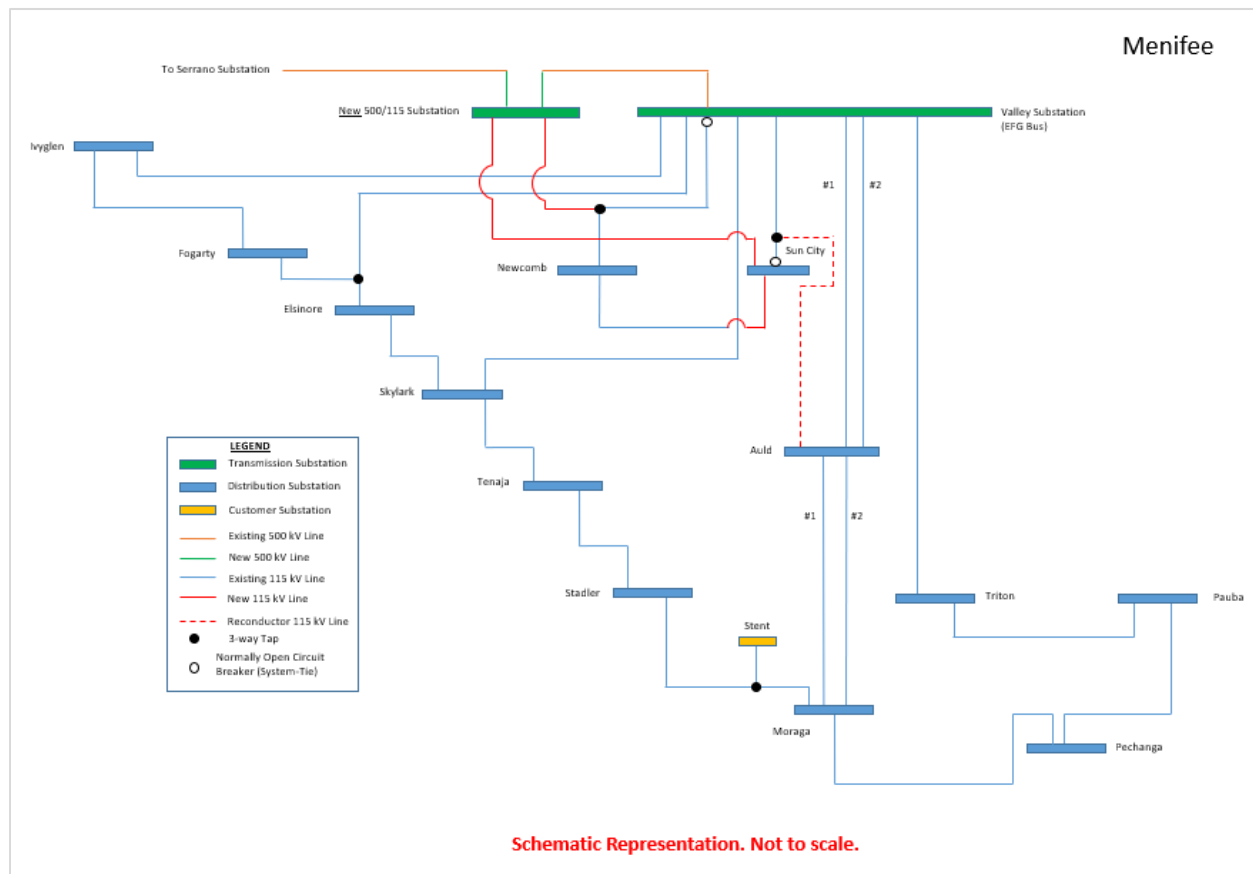 Menifee
To Serrano Substation
New 500/115 Substation
Valley Substation
(EFG Bus)
Ivyglen
#1
#2
Fogarty
Newcomb
Sun City
Elsinore
Skylark
LEGEND
Transmission Substation
Distribution Substation
Customer Substation
Existing 500 kV Line
New 500 kV Line
Existing 115 kV Line
New 115 kV Line
Reconductor 115 kV Line
3-way Tap
Normally Open Circuit
Breaker (System-Tie)
Auld
Tenaja
#1
#2
Stadler
Triton
Pauba
Stent
Moraga
Pechanga
Schematic Representation. Not to scale.